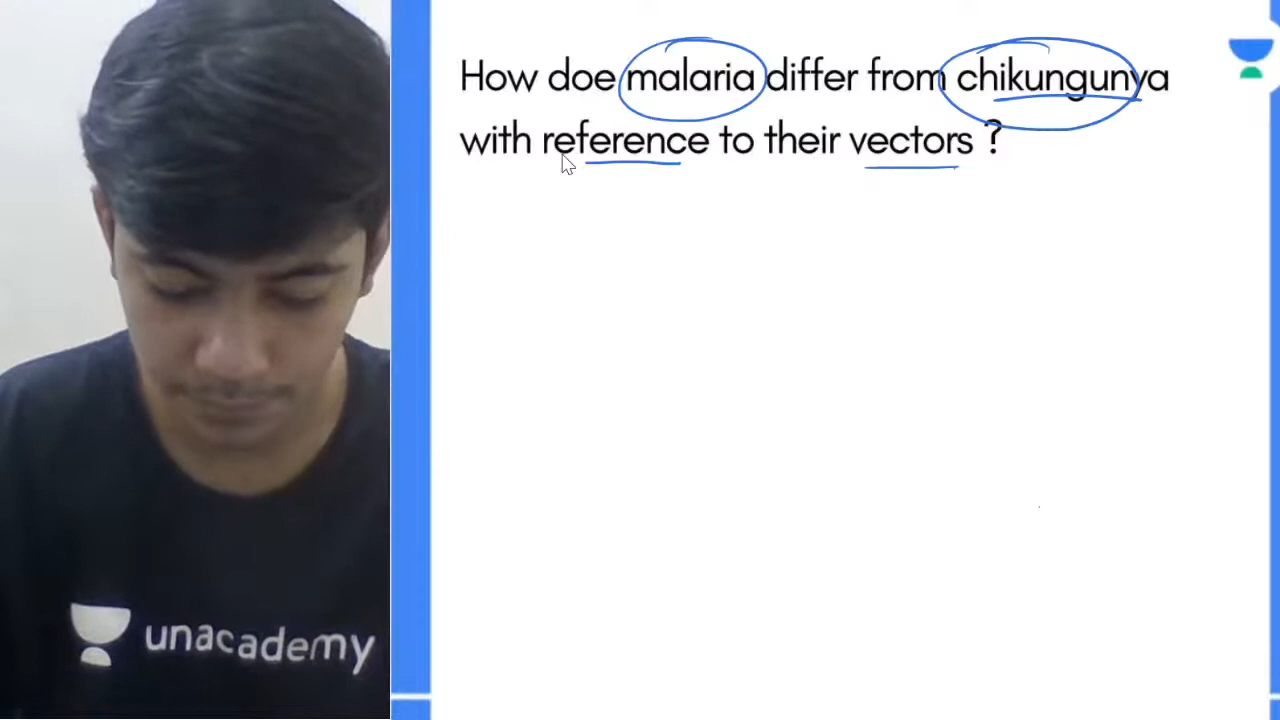 How doe malaria differ from chikungunya
with reference to their vectors ?
unacademy